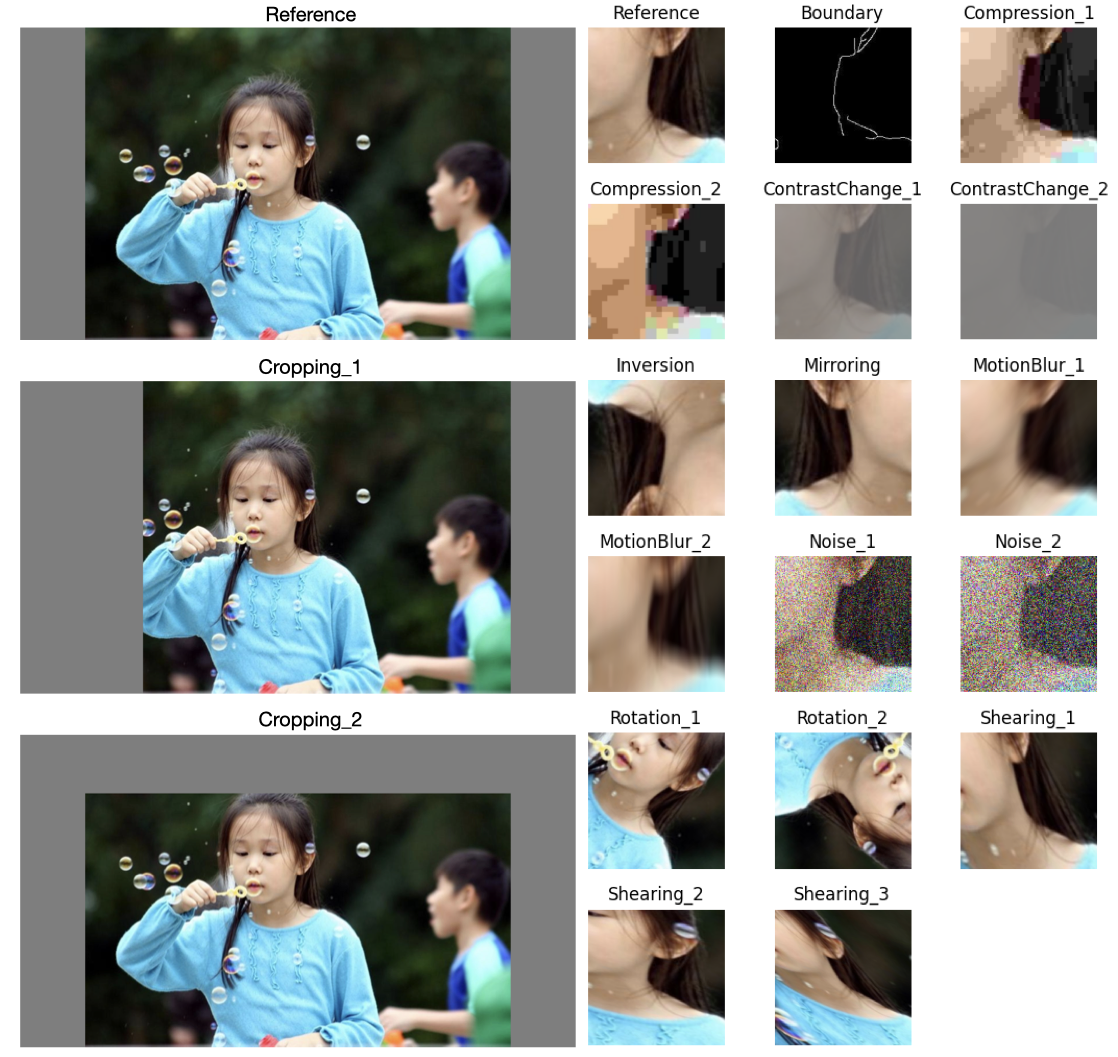 Reference
Reference
Boundary
Compression_1
Compression_2
ContrastChange_1
ContrastChange_2
Cropping_1
Inversion
Mirroring
MotionBlur_1
MotionBlur_2
Noise_1
Noise_2
Cropping_2
Rotation_1
Rotation_2
Shearing_1
Shearing_2
Shearing_3